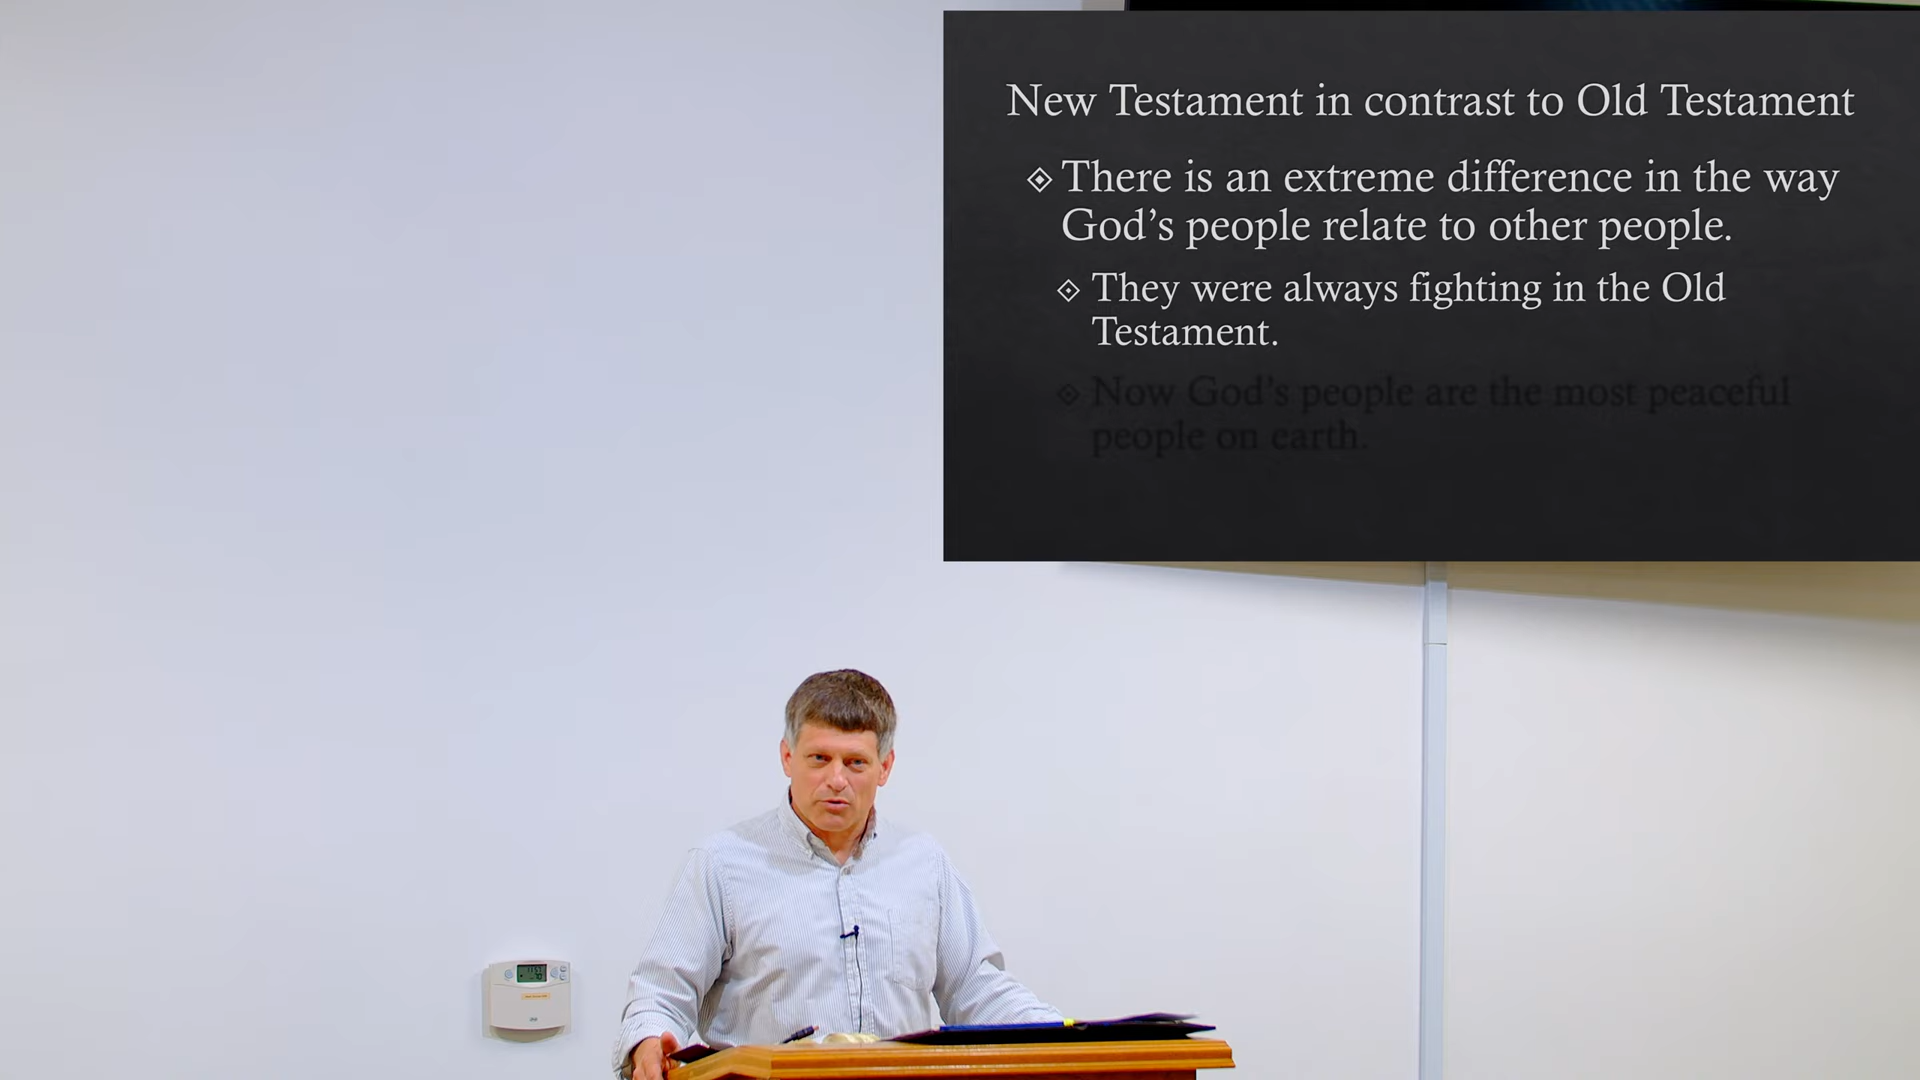 New Testament in contrast to Old Testament
There is an extreme difference in the way
God’s people relate to other people.
They were always fighting in the Old
Testament.
Now God’s people are the most peaceful
people on earth.